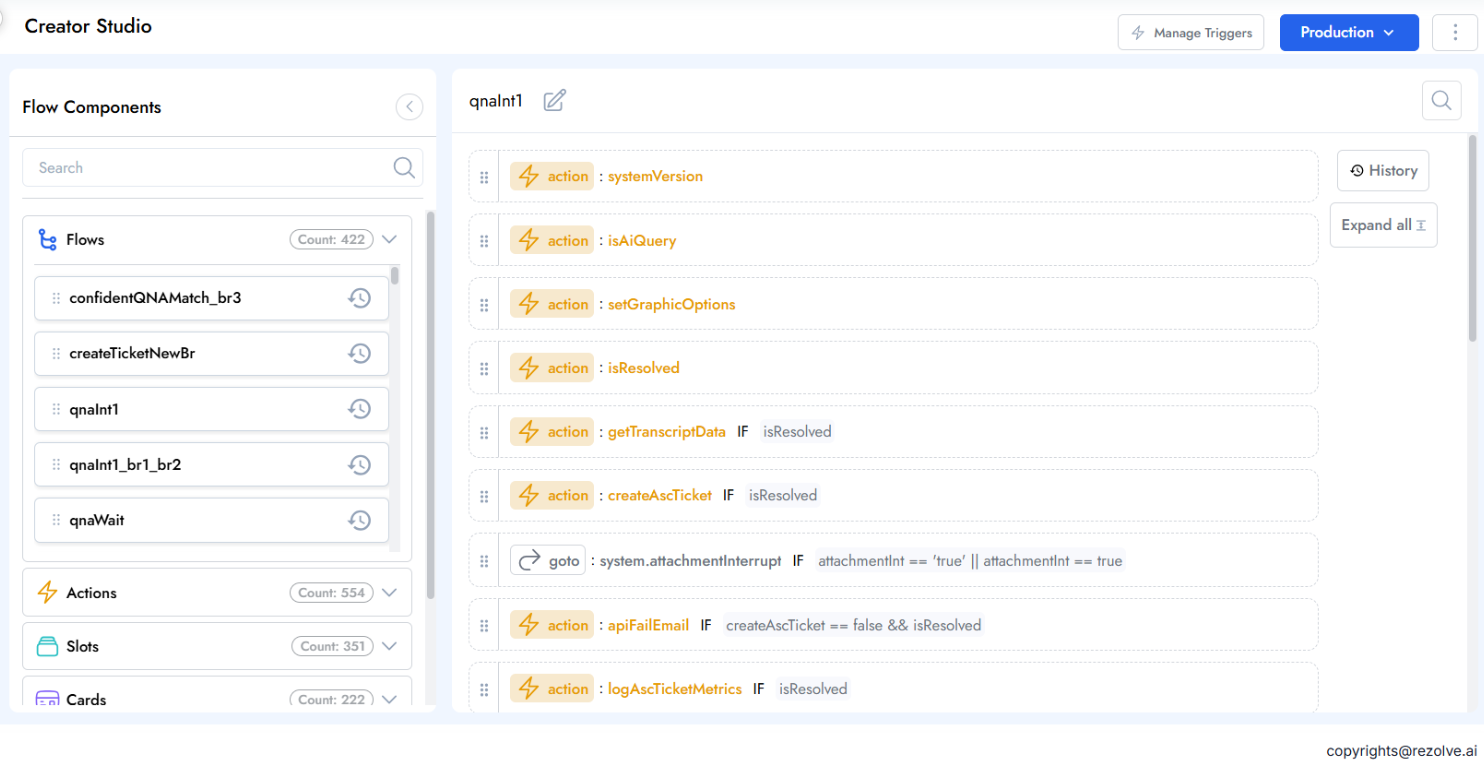 Creator Studio
Manage Triggers
Production
Flow Components
Search
Flows
Count: 422
confidentQNAMatch_br3
createTicketNewBr
qnaInt1
qnaInt1_br1_br2
qnaWait
Actions
Count: 554
Slots
Count: 351
Cards
Count: 222
qnaInt1
action : systemVersion
action : isAiQuery
action : setGraphicOptions
action : isResolved
action : getTranscriptData IF isResolved
action : createAscTicket IF isResolved
goto : system.attachmentInterrupt IF attachmentInt == 'true' || attachmentInt == true
action : apiFailEmail IF createAscTicket == false && isResolved
action : logAscTicketMetrics IF isResolved
History
Expand all
copyrights@rezolve.ai